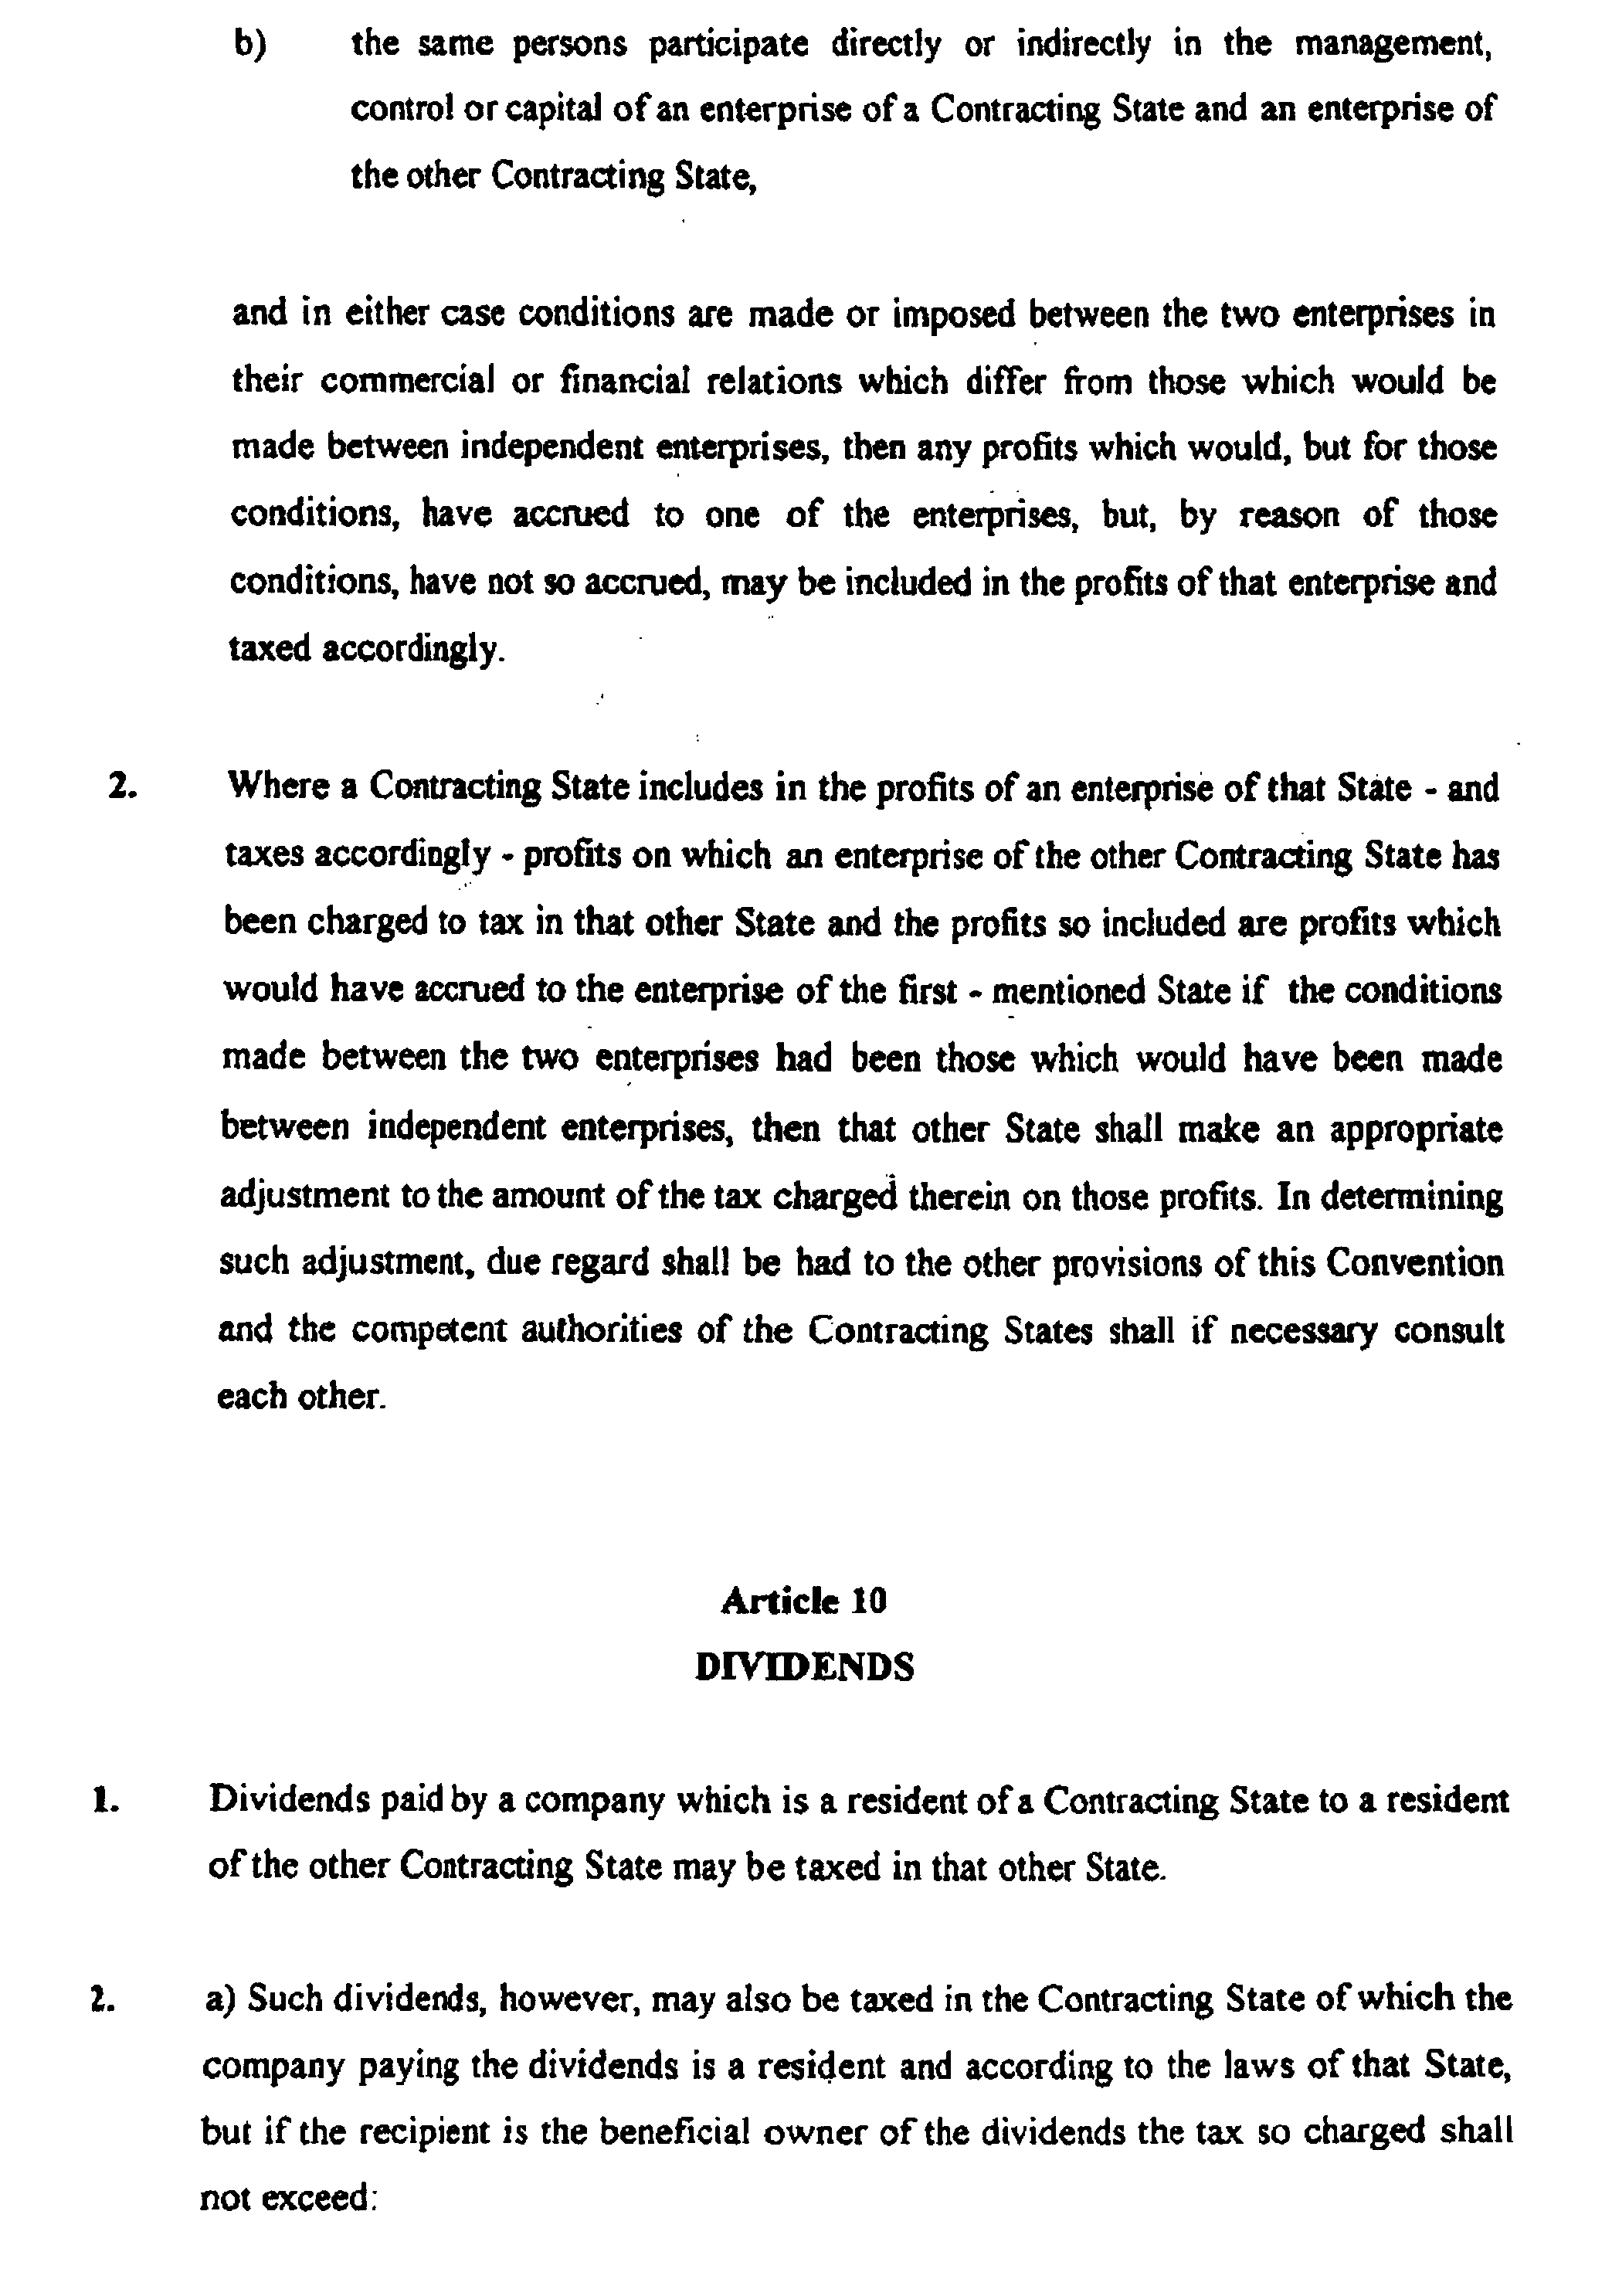 b) the same persons participate directly or indirectly in the management,
control or capital of an enterprise of a Contracting State and an enterprise of
the other Contracting State,
and in either case conditions are made or imposed between the two enterprises in
their commercial or financial relations which differ from those which would be
made between independent enterprises, then any profits which would, but for those
conditions, have accrued to one of the enterprises, but, by reason of those
conditions, have not so accrued, may be included in the profits of that enterprise and
taxed accordingly.
2. Where a Contracting State includes in the profits of an enterprise of that State - and
taxes accordingly - profits on which an enterprise of the other Contracting State has
been charged to tax in that other State and the profits so included are profits which
would have accrued to the enterprise of the first - mentioned State if the conditions
made between the two enterprises had been those which would have been made
between independent enterprises, then that other State shall make an appropriate
adjustment to the amount of the tax charged therein on those profits. In determining
such adjustment, due regard shall be had to the other provisions of this Convention
and the competent authorities of the Contracting States shall if necessary consult
each other.
Article 10
DIVIDENDS
1. Dividends paid by a company which is a resident of a Contracting State to a resident
of the other Contracting State may be taxed in that other State.
2. a) Such dividends, however, may also be taxed in the Contracting State of which the
company paying the dividends is a resident and according to the laws of that State,
but if the recipient is the beneficial owner of the dividends the tax so charged shall
not exceed: